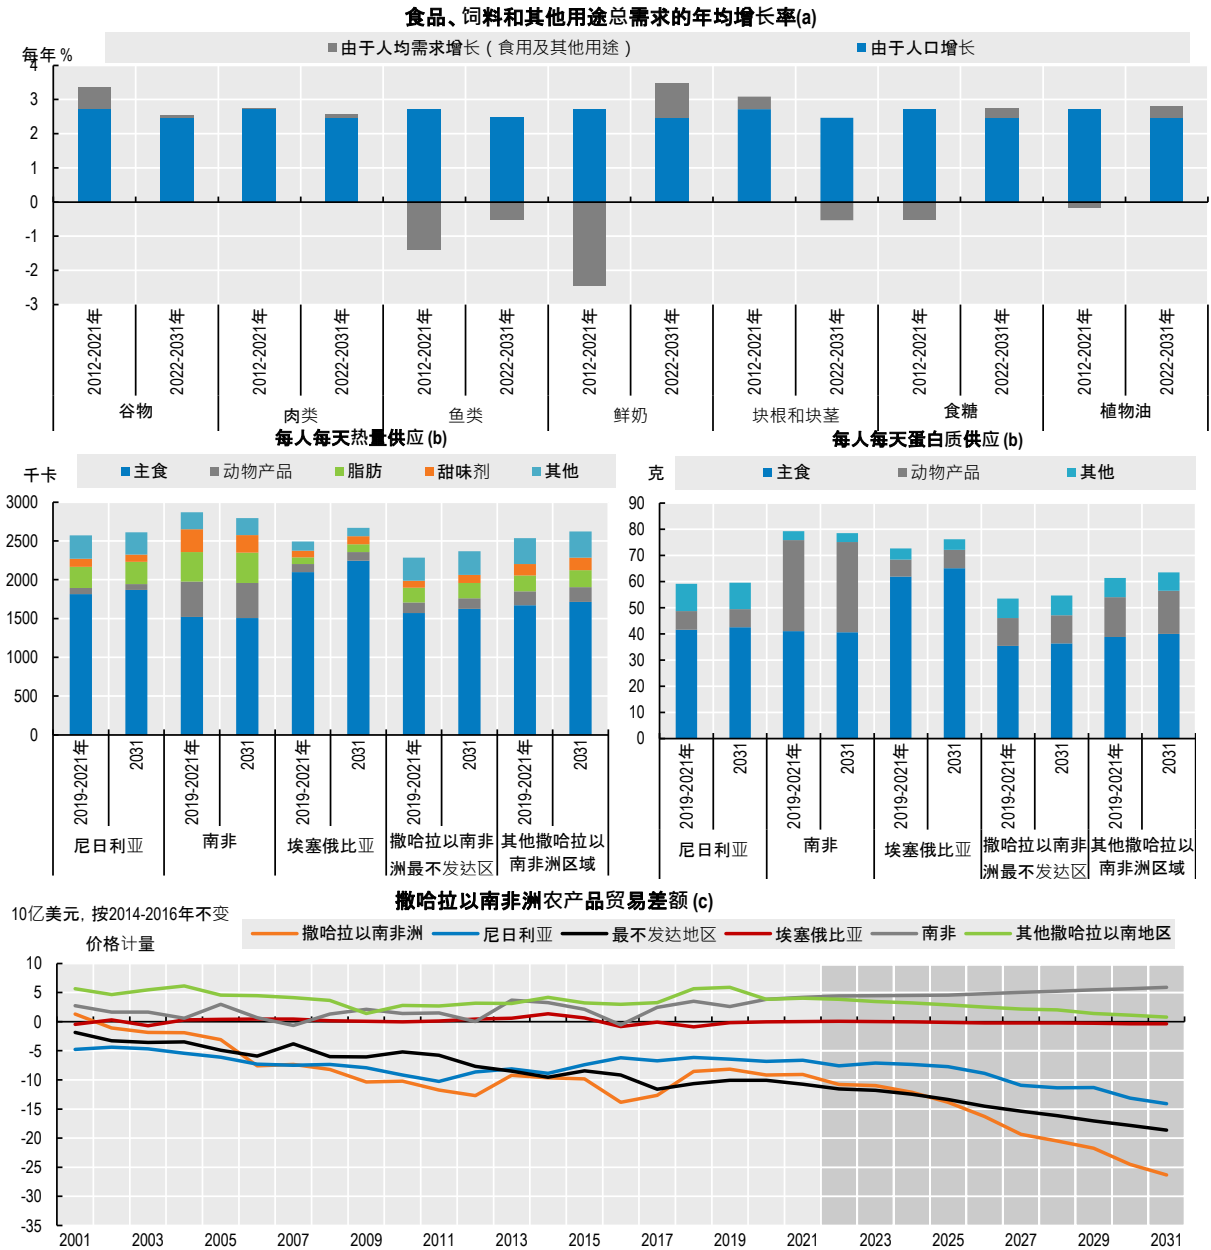 食品、饲料和其他用途总需求的年均增长率(a)
每年 %
由于人均需求增长（食用及其他用途） 由于人口增长
4
3
2
1
0
-1
-2
-3
2012-2021年 2022-2031年 2012-2021年 2022-2031年 2012-2021年 2022-2031年 2012-2021年 2022-2031年 2012-2021年 2022-2031年 2012-2021年 2022-2031年 2012-2021年 2022-2031年
谷物 肉类 鱼类 鲜奶 块根和块茎 食糖 植物油
每人每天热量供应 (b)
千卡
主食 动物产品 脂肪 甜味剂 其他
3000
2500
2000
1500
1000
500
0
2019-2021年 2031 2019-2021年 2031 2019-2021年 2031 2019-2021年 2031 2019-2021年 2031
尼日利亚 南非 埃塞俄比亚 撒哈拉以南非 其他撒哈拉以
洲最不发达区 南非洲区域
每人每天蛋白质供应 (b)
克
主食 动物产品 其他
90
80
70
60
50
40
30
20
10
0
2019-2021年 2031 2019-2021年 2031 2019-2021年 2031 2019-2021年 2031 2019-2021年 2031
尼日利亚 南非 埃塞俄比亚 撒哈拉以南非 其他撒哈拉以
洲最不发达区 南非洲区域
撒哈拉以南非洲农产品贸易差额 (c)
10亿美元, 按2014-2016年不变
价格计量
撒哈拉以南非洲 尼日利亚 最不发达地区 埃塞俄比亚 南非 其他撒哈拉以南地区
10
5
0
-5
-10
-15
-20
-25
-30
-35
2001 2003 2005 2007 2009 2011 2013 2015 2017 2019 2021 2023 2025 2027 2029 2031